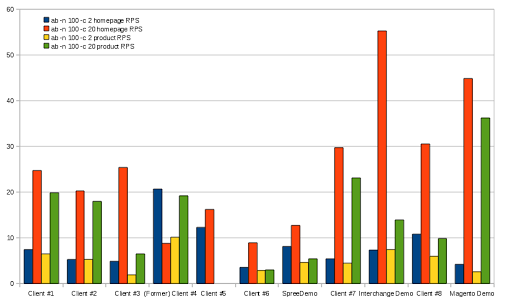 60
50
40
30
20
10
0
ab -n 100 -c 2 homepage RPS
ab -n 100 -c 20 homepage RPS
ab -n 100 -c 2 product RPS
ab -n 100 -c 20 product RPS
Client #1 Client #2 Client #3 (Former) Client #4 Client #5 Client #6 SpreeDemo Client #7 InterchangeDemo Client #8 Magento Demo